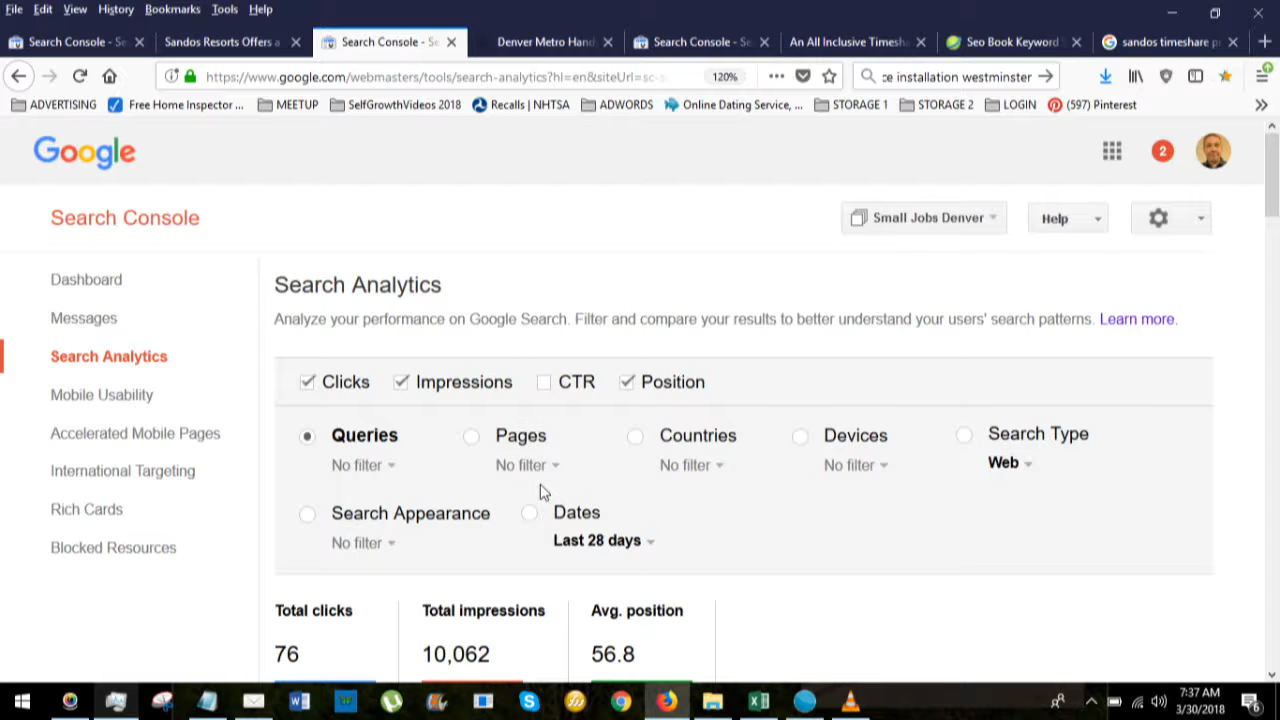 File Edit View History Bookmarks Tools Help
Search Console - Se
Sandos Resorts Offers a
Search Console - Se
Denver Metro Hand
Search Console - Se
An All Inclusive Timesh
Seo Book Keyword
sandos timeshare pr
https://www.google.com/webmasters/tools/search-analytics?hl=en&siteUrl=sc-s
120%
:e installation westminster
ADVERTISING
Free Home Inspector ...
MEETUP
SelfGrowthVideos 2018
Recalls | NHTSA
ADWORDS
Online Dating Service, ...
STORAGE 1
STORAGE 2
LOGIN
(597) Pinterest
Google
2
Search Console
Small Jobs Denver
Help
Dashboard
Messages
Search Analytics
Mobile Usability
Accelerated Mobile Pages
International Targeting
Rich Cards
Blocked Resources
Search Analytics
Analyze your performance on Google Search. Filter and compare your results to better understand your users' search patterns. Learn more.
Clicks Impressions CTR Position
Queries Pages Countries Devices Search Type
No filter No filter No filter No filter Web
Search Appearance Dates
No filter Last 28 days
Total clicks Total impressions Avg. position
76 10,062 56.8
7:37 AM
3/30/2018
6